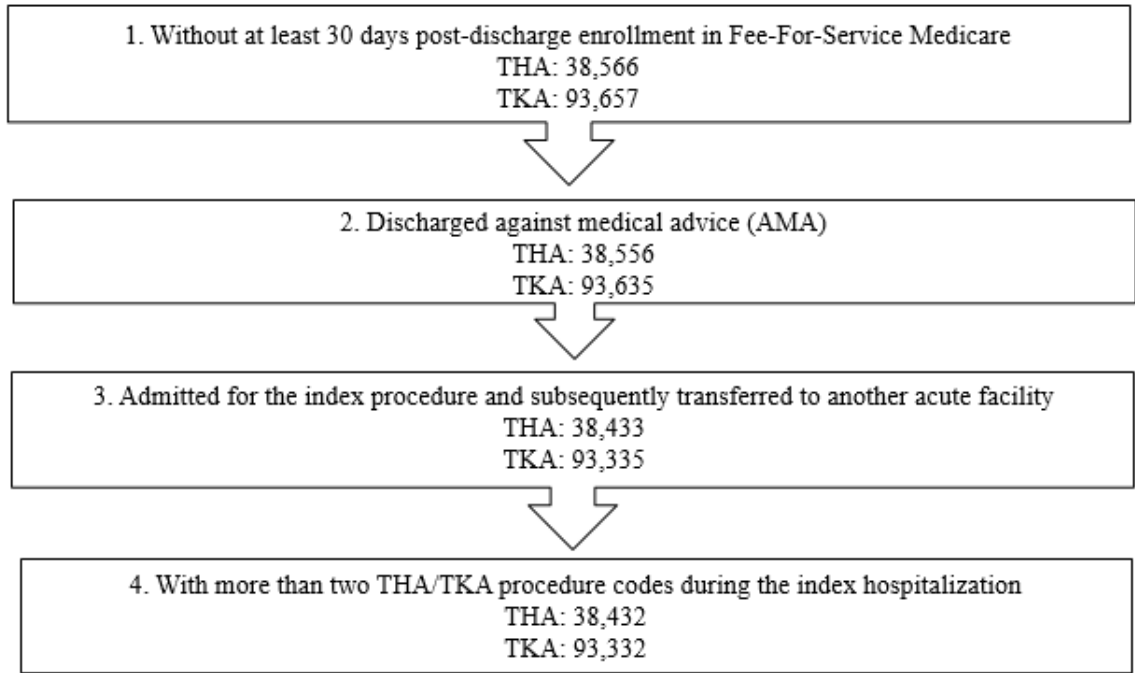 1. Without at least 30 days post-discharge enrollment in Fee-For-Service Medicare
THA: 38,566
TKA: 93,657
2. Discharged against medical advice (AMA)
THA: 38,556
TKA: 93,635
3. Admitted for the index procedure and subsequently transferred to another acute facility
THA: 38,433
TKA: 93,335
4. With more than two THA/TKA procedure codes during the index hospitalization
THA: 38,432
TKA: 93,332